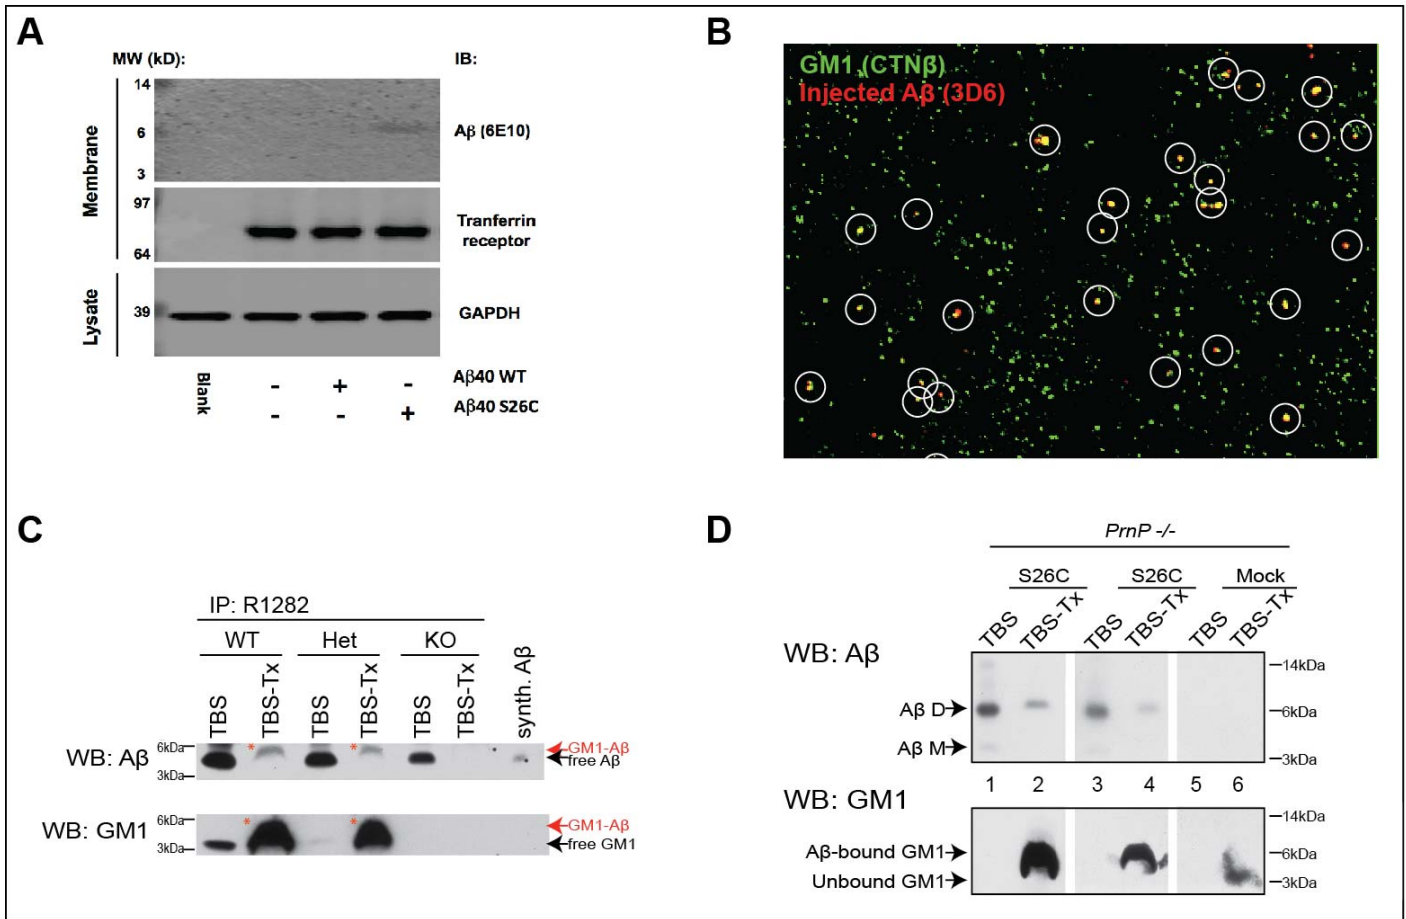 A
MW (kD):
IB:
Membrane
14
6
3
Aβ (6E10)
97
64
Tranferrin
receptor
Lysate
39
GAPDH
Blank
- + - Aβ40 WT
- - + Aβ40 S26C
B
GM1 (CTNβ)
Injected Aβ (3D6)
C
IP: R1282
WT Het KO
TBS TBS-Tx TBS TBS-Tx TBS TBS-Tx synth. Aβ
WB: Aβ
6kDa
3kDa
* *
GM1-Aβ
free Aβ
WB: GM1
6kDa
3kDa
* *
GM1-Aβ
free GM1
D
PrnP -/-
S26C S26C Mock
TBS TBS-Tx TBS TBS-Tx TBS TBS-Tx
WB: Aβ
14kDa
Aβ D
6kDa
Aβ M
3kDa
1 2 3 4 5 6
WB: GM1
14kDa
Aβ-bound GM1
6kDa
Unbound GM1
3kDa